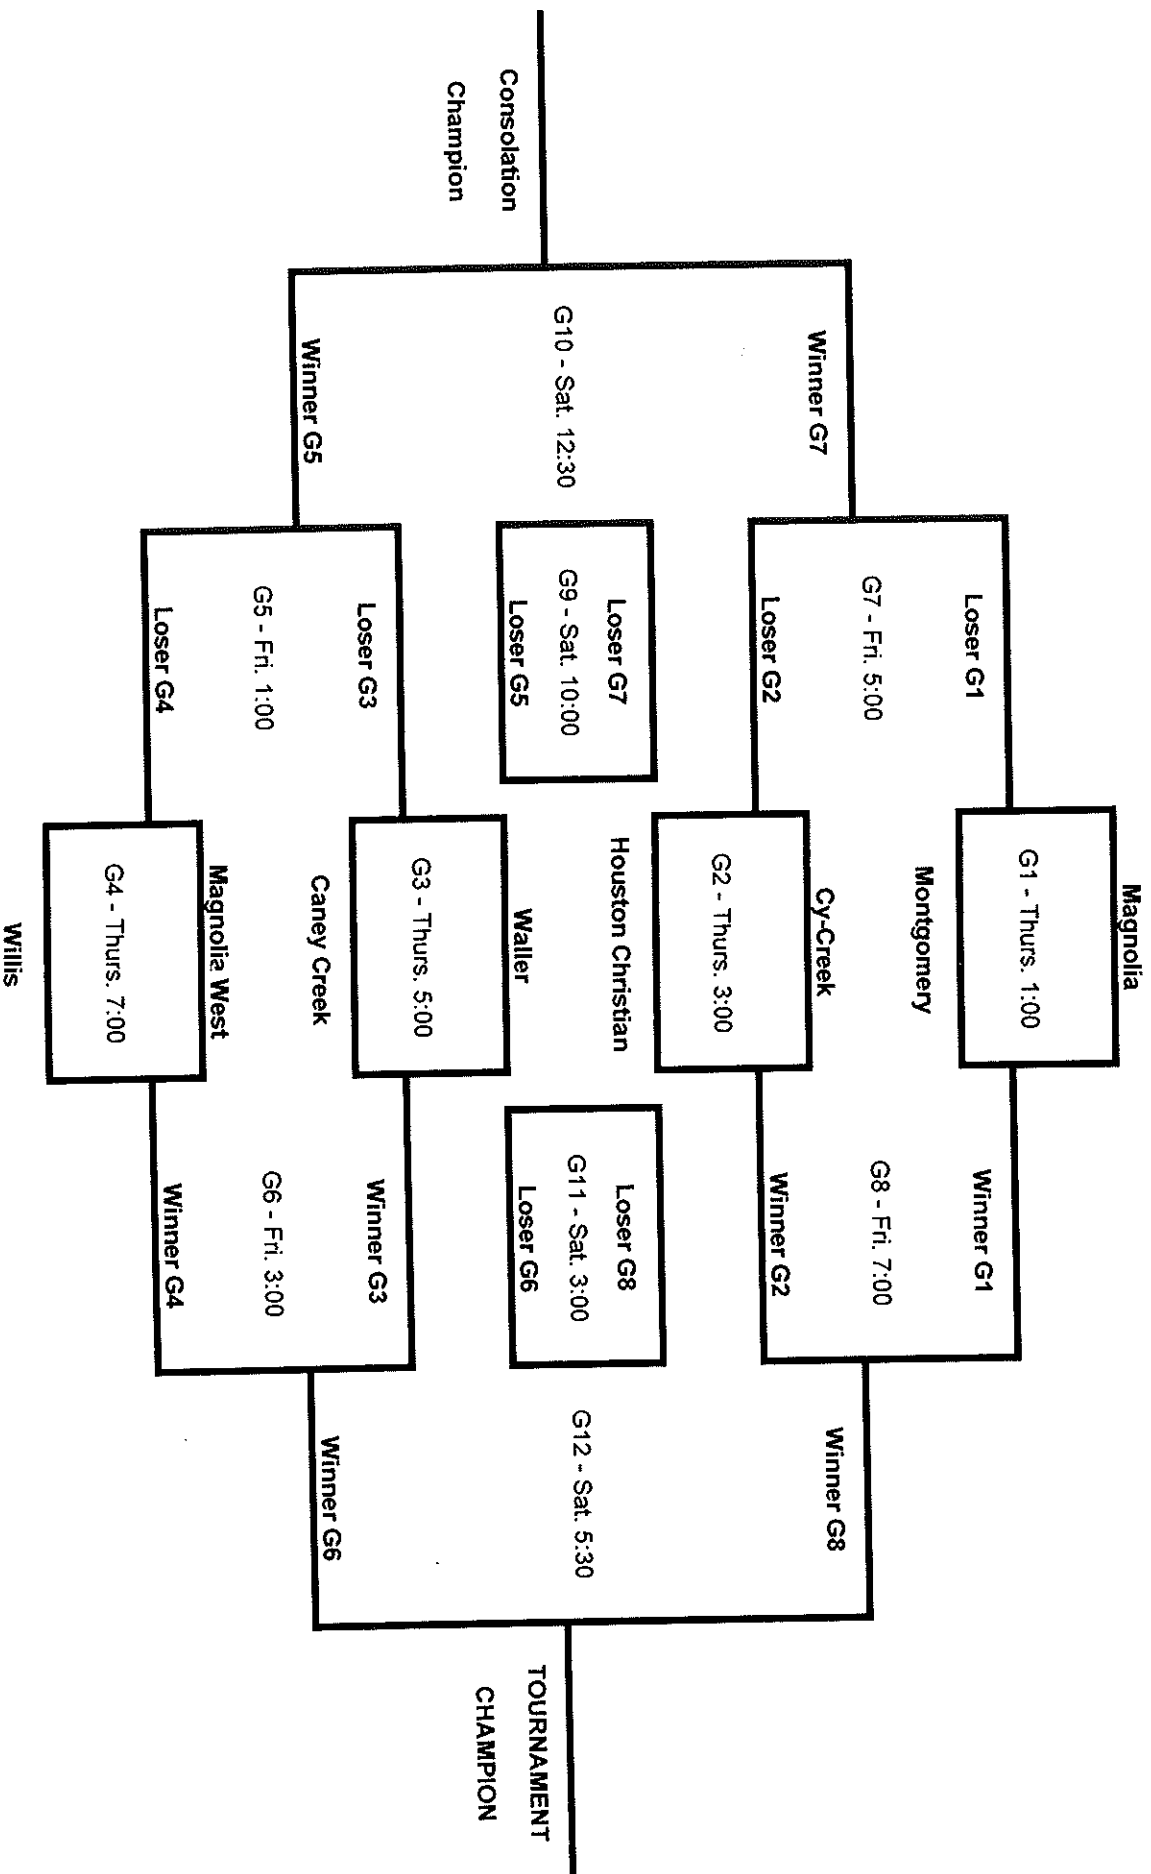 Magnolia
G1 - Thurs. 1:00
Montgomery
Loser G1
Winner G1
G7 - Fri. 5:00
G8 - Fri. 7:00
Winner G7
Winner G8
Cy-Creek
Loser G2
G2 - Thurs. 3:00
Winner G2
Houston Christian
Loser G7
G9 - Sat. 10:00
Loser G5
Loser G8
G11 - Sat. 3:00
Loser G6
G10 - Sat. 12:30
G12 - Sat. 5:30
Consolation
Champion
TOURNAMENT
CHAMPION
Waller
G3 - Thurs. 5:00
Caney Creek
Loser G3
Winner G3
Winner G5
Winner G6
G5 - Fri. 1:00
G6 - Fri. 3:00
Magnolia West
Loser G4
G4 - Thurs. 7:00
Winner G4
Willis